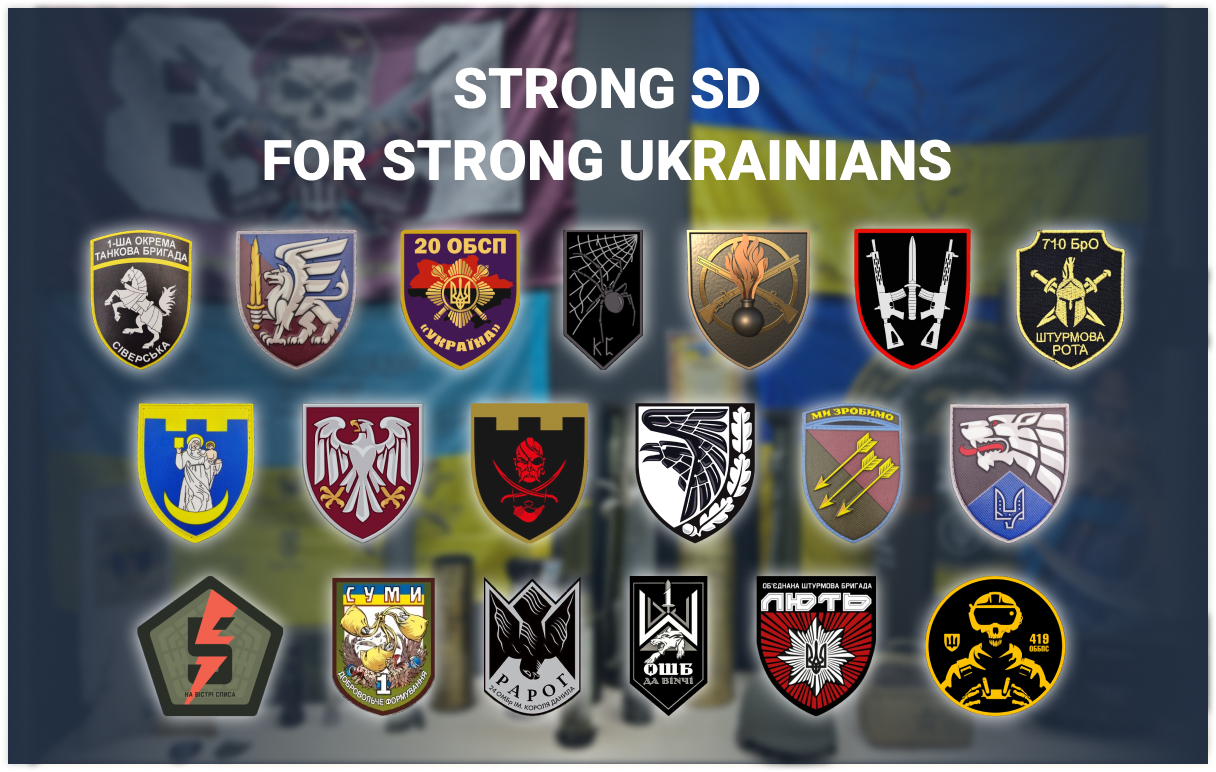 STRONG SD
FOR STRONG UKRAINIANS
1-ША ОКРЕМА
ТАНКОВА БРИГАДА
СІВЕРСЬКА
20 ОБСП
«УКРАЇНА»
КС
710 БрО
ШТУРМОВА
РОТА
МИ ЗРОБИМО
5
НА ВІСТРІ СПИСА
СУМИ
1
ДОБРОВОЛЬЧЕ ФОРМУВАННЯ
РАРОГ
24 ОМБр ІМ. КОРОЛЯ ДАНИЛА
ОШБ
ДА ВІНЧІ
ОБ'ЄДНАНА ШТУРМОВА БРИГАДА
ЛЮТЬ
419
ОББПС